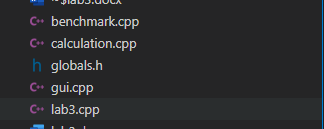 ~$lab3.docx
benchmark.cpp
calculation.cpp
globals.h
gui.cpp
lab3.cpp